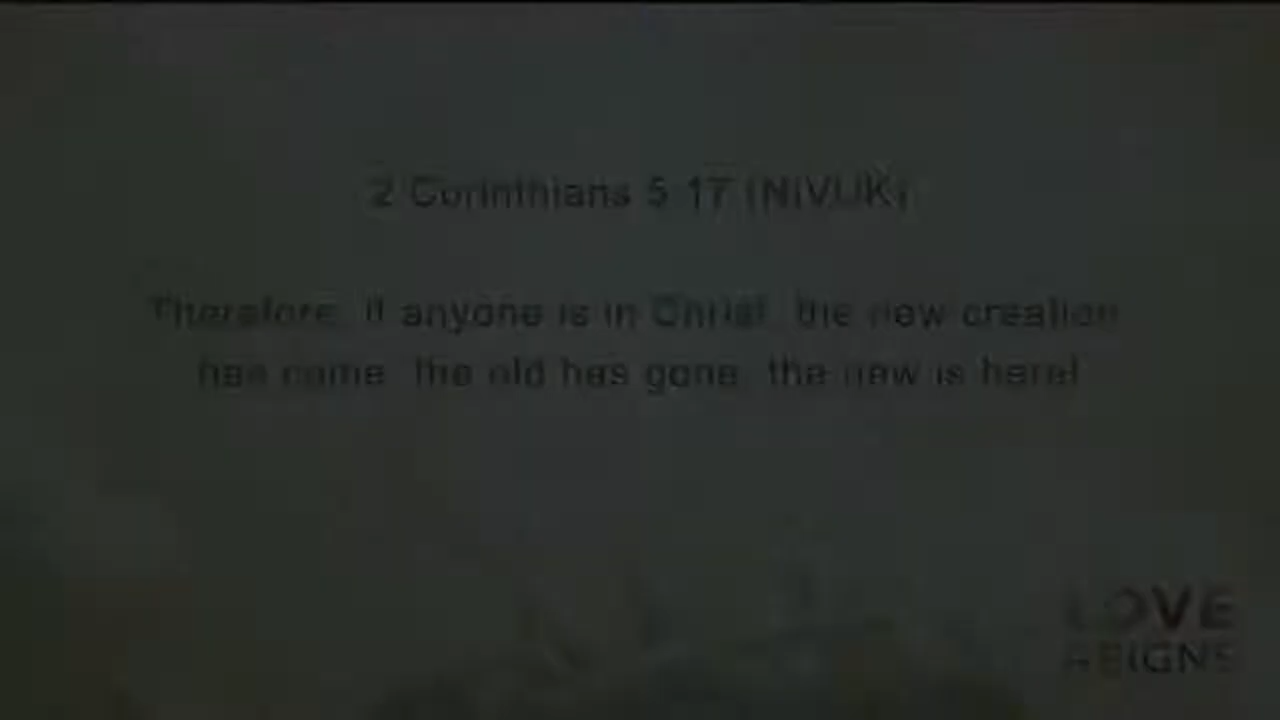 2 Corinthians 5:17 (NIVUK)
Therefore, if anyone is in Christ, the new creation
has come: the old has gone, the new is here!
LOVE
REIGNS